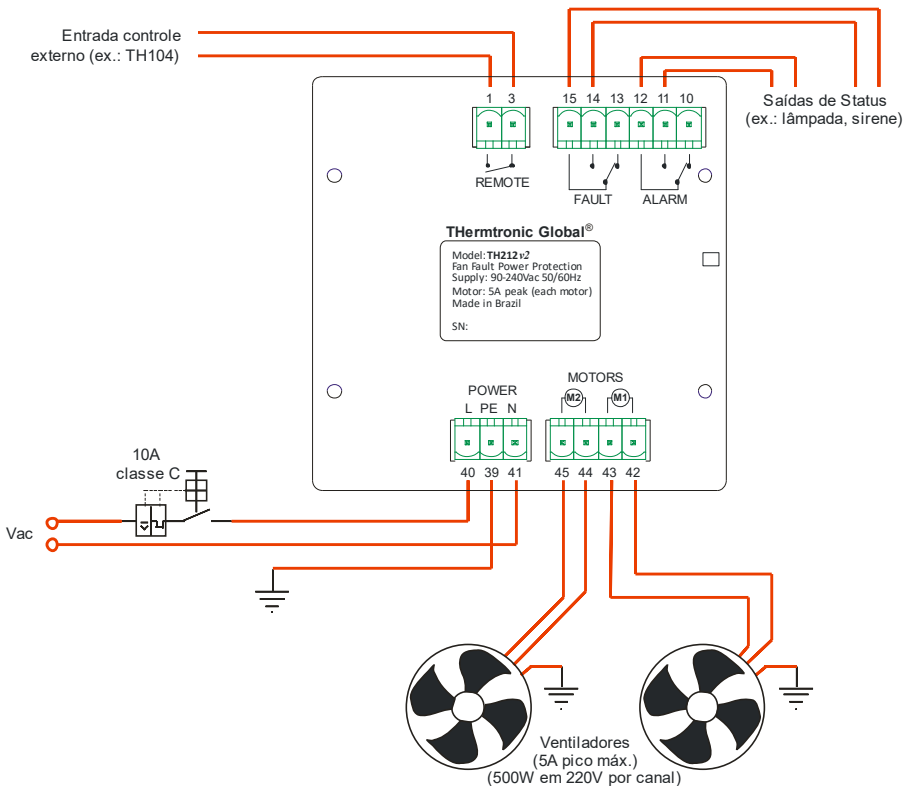 Entrada controle
externo (ex.: TH104)
1 3
15 14 13 12 11 10
Saídas de Status
(ex.: lâmpada, sirene)
REMOTE
FAULT ALARM
THermtronic Global®
Model: TH212v2
Fan Fault Power Protection
Supply: 90-240Vac 50/60Hz
Motor: 5A peak (each motor)
Made in Brazil
SN:
POWER
L PE N
MOTORS
M2 M1
40 39 41
45 44 43 42
10A
classe C
Vac
Ventiladores
(5A pico máx.)
(500W em 220V por canal)